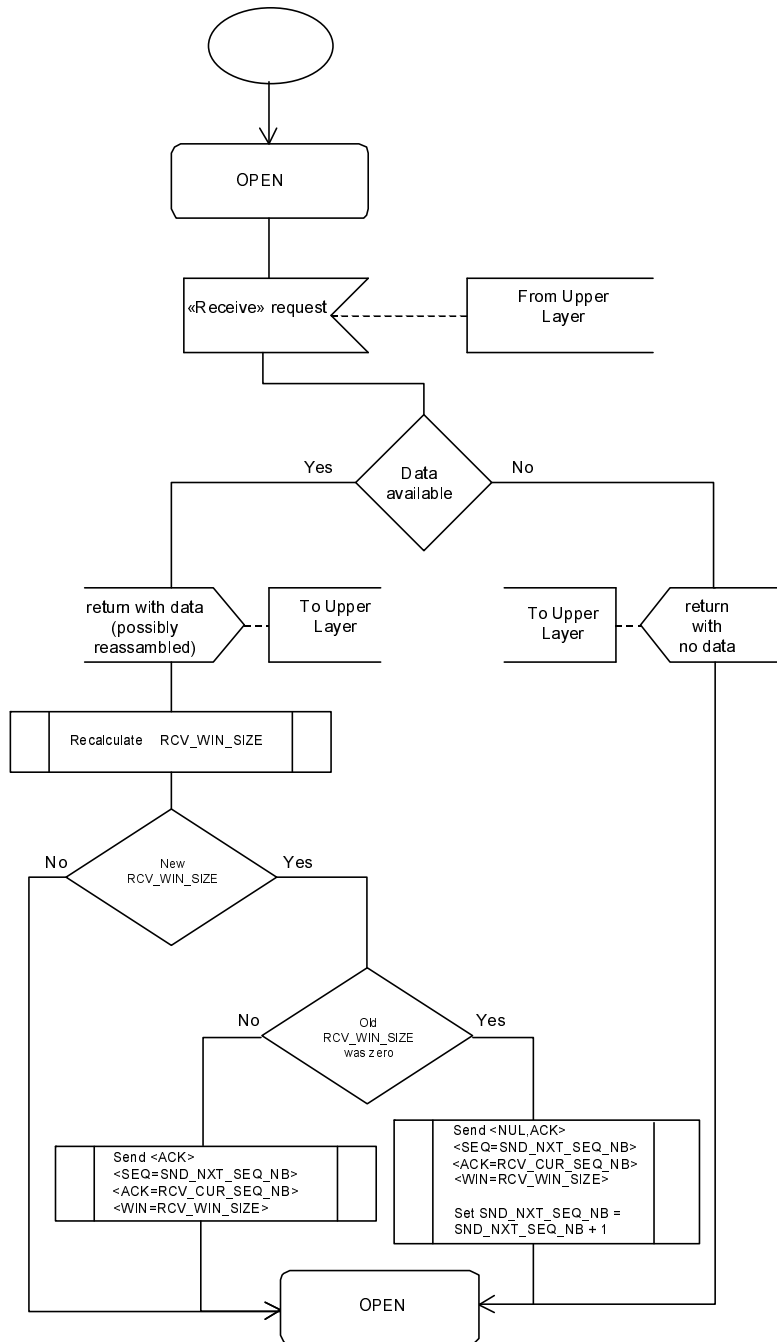 OPEN
«Receive» request
From Upper
Layer
Yes
Data
available
No
return with data
(possibly
reassambled)
To Upper
Layer
To Upper
Layer
return
with
no data
Recalculate RCV_WIN_SIZE
No
New
RCV_WIN_SIZE
Yes
No
Old
RCV_WIN_SIZE
was zero
Yes
Send <ACK>
<SEQ=SND_NXT_SEQ_NB>
<ACK=RCV_CUR_SEQ_NB>
<WIN=RCV_WIN_SIZE>
Send <NUL,ACK>
<SEQ=SND_NXT_SEQ_NB>
<ACK=RCV_CUR_SEQ_NB>
<WIN=RCV_WIN_SIZE>
Set SND_NXT_SEQ_NB =
SND_NXT_SEQ_NB + 1
OPEN